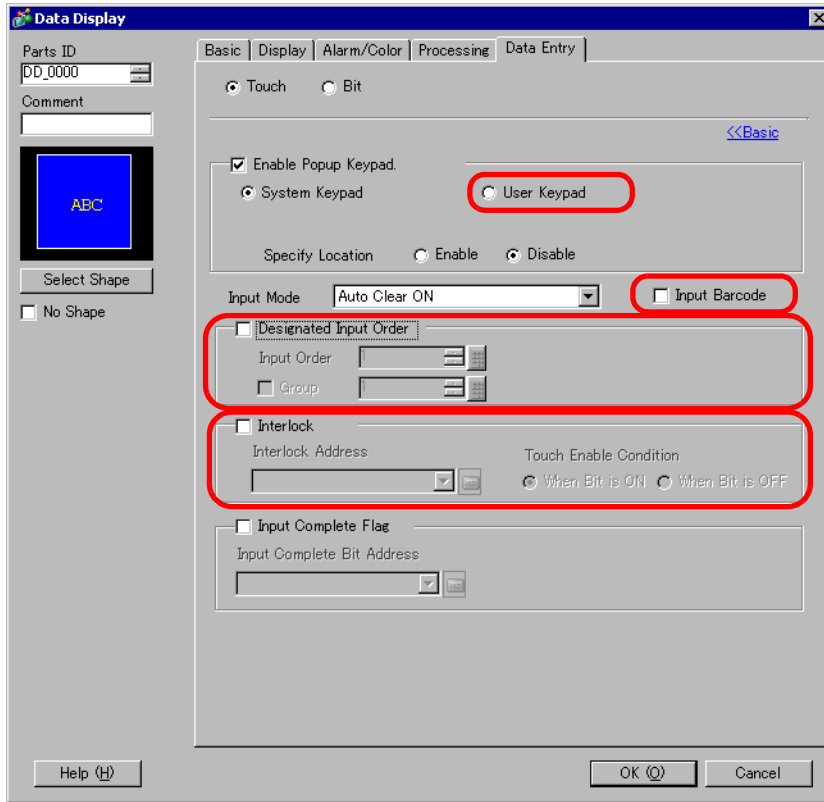 Data Display
Parts ID
DD_0000
Comment
ABC
Select Shape
No Shape
Basic Display Alarm/Color Processing Data Entry
Touch Bit
<<Basic
Enable Popup Keypad.
System Keypad User Keypad
Specify Location Enable Disable
Input Mode Auto Clear ON Input Barcode
Designated Input Order
Input Order 1
Group 1
Interlock
Interlock Address Touch Enable Condition
When Bit is ON When Bit is OFF
Input Complete Flag
Input Complete Bit Address
Help (H) OK (O) Cancel